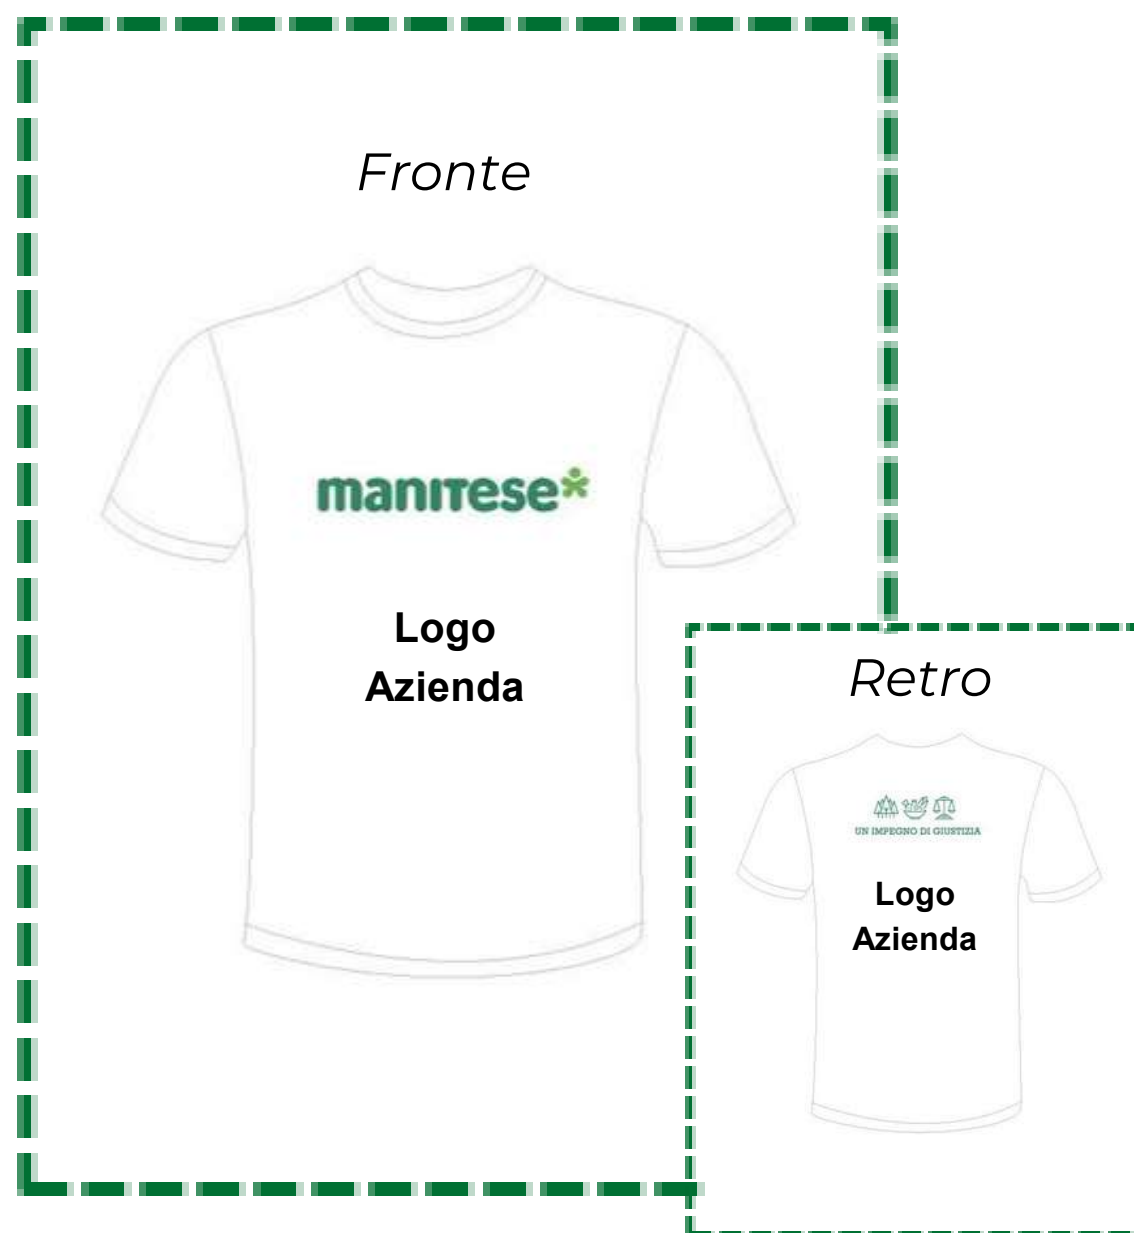 Fronte
manitese
Logo
Azienda
Retro
UN IMPEGNO DI GIUSTIZIA
Logo
Azienda